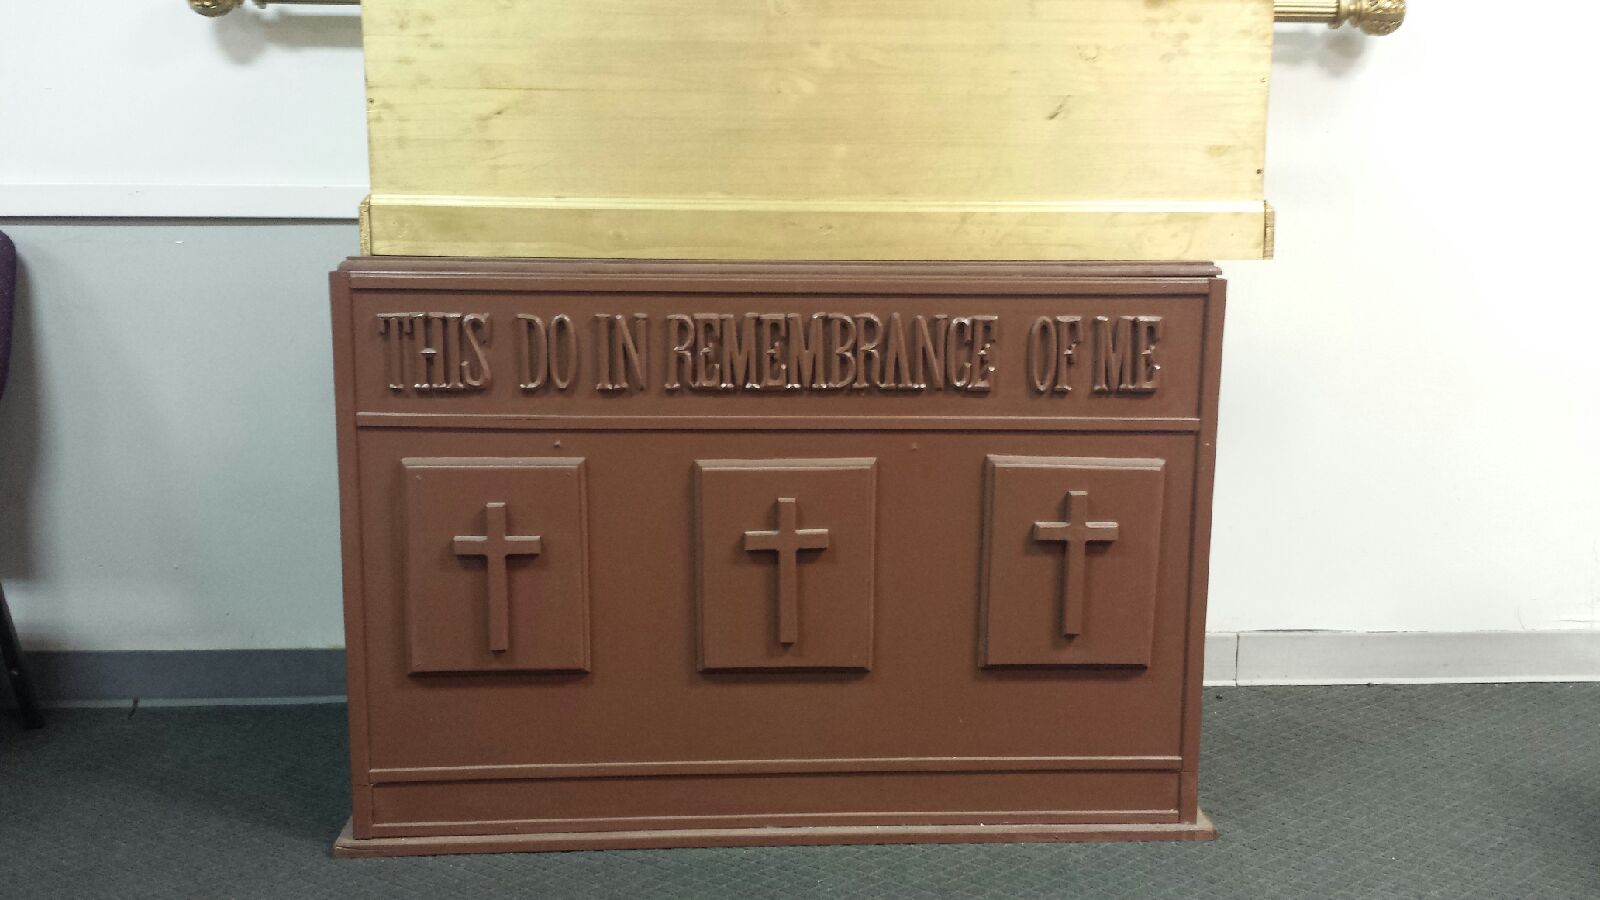 THIS DO IN REMEMBRANCE OF ME